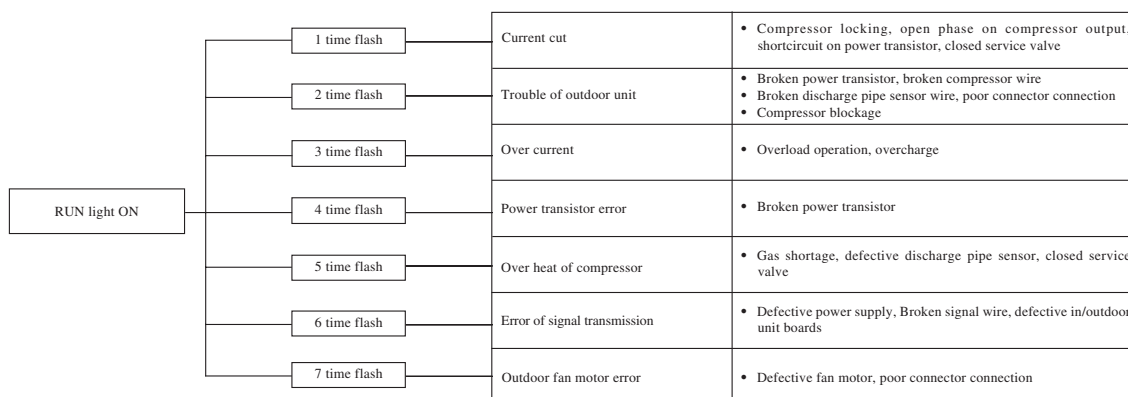 RUN light ON
1 time flash
Current cut
• Compressor locking, open phase on compressor output,
shortcircuit on power transistor, closed service valve
2 time flash
Trouble of outdoor unit
• Broken power transistor, broken compressor wire
• Broken discharge pipe sensor wire, poor connector connection
• Compressor blockage
3 time flash
Over current
• Overload operation, overcharge
4 time flash
Power transistor error
• Broken power transistor
5 time flash
Over heat of compressor
• Gas shortage, defective discharge pipe sensor, closed service
valve
6 time flash
Error of signal transmission
• Defective power supply, Broken signal wire, defective in/outdoor
unit boards
7 time flash
Outdoor fan motor error
• Defective fan motor, poor connector connection